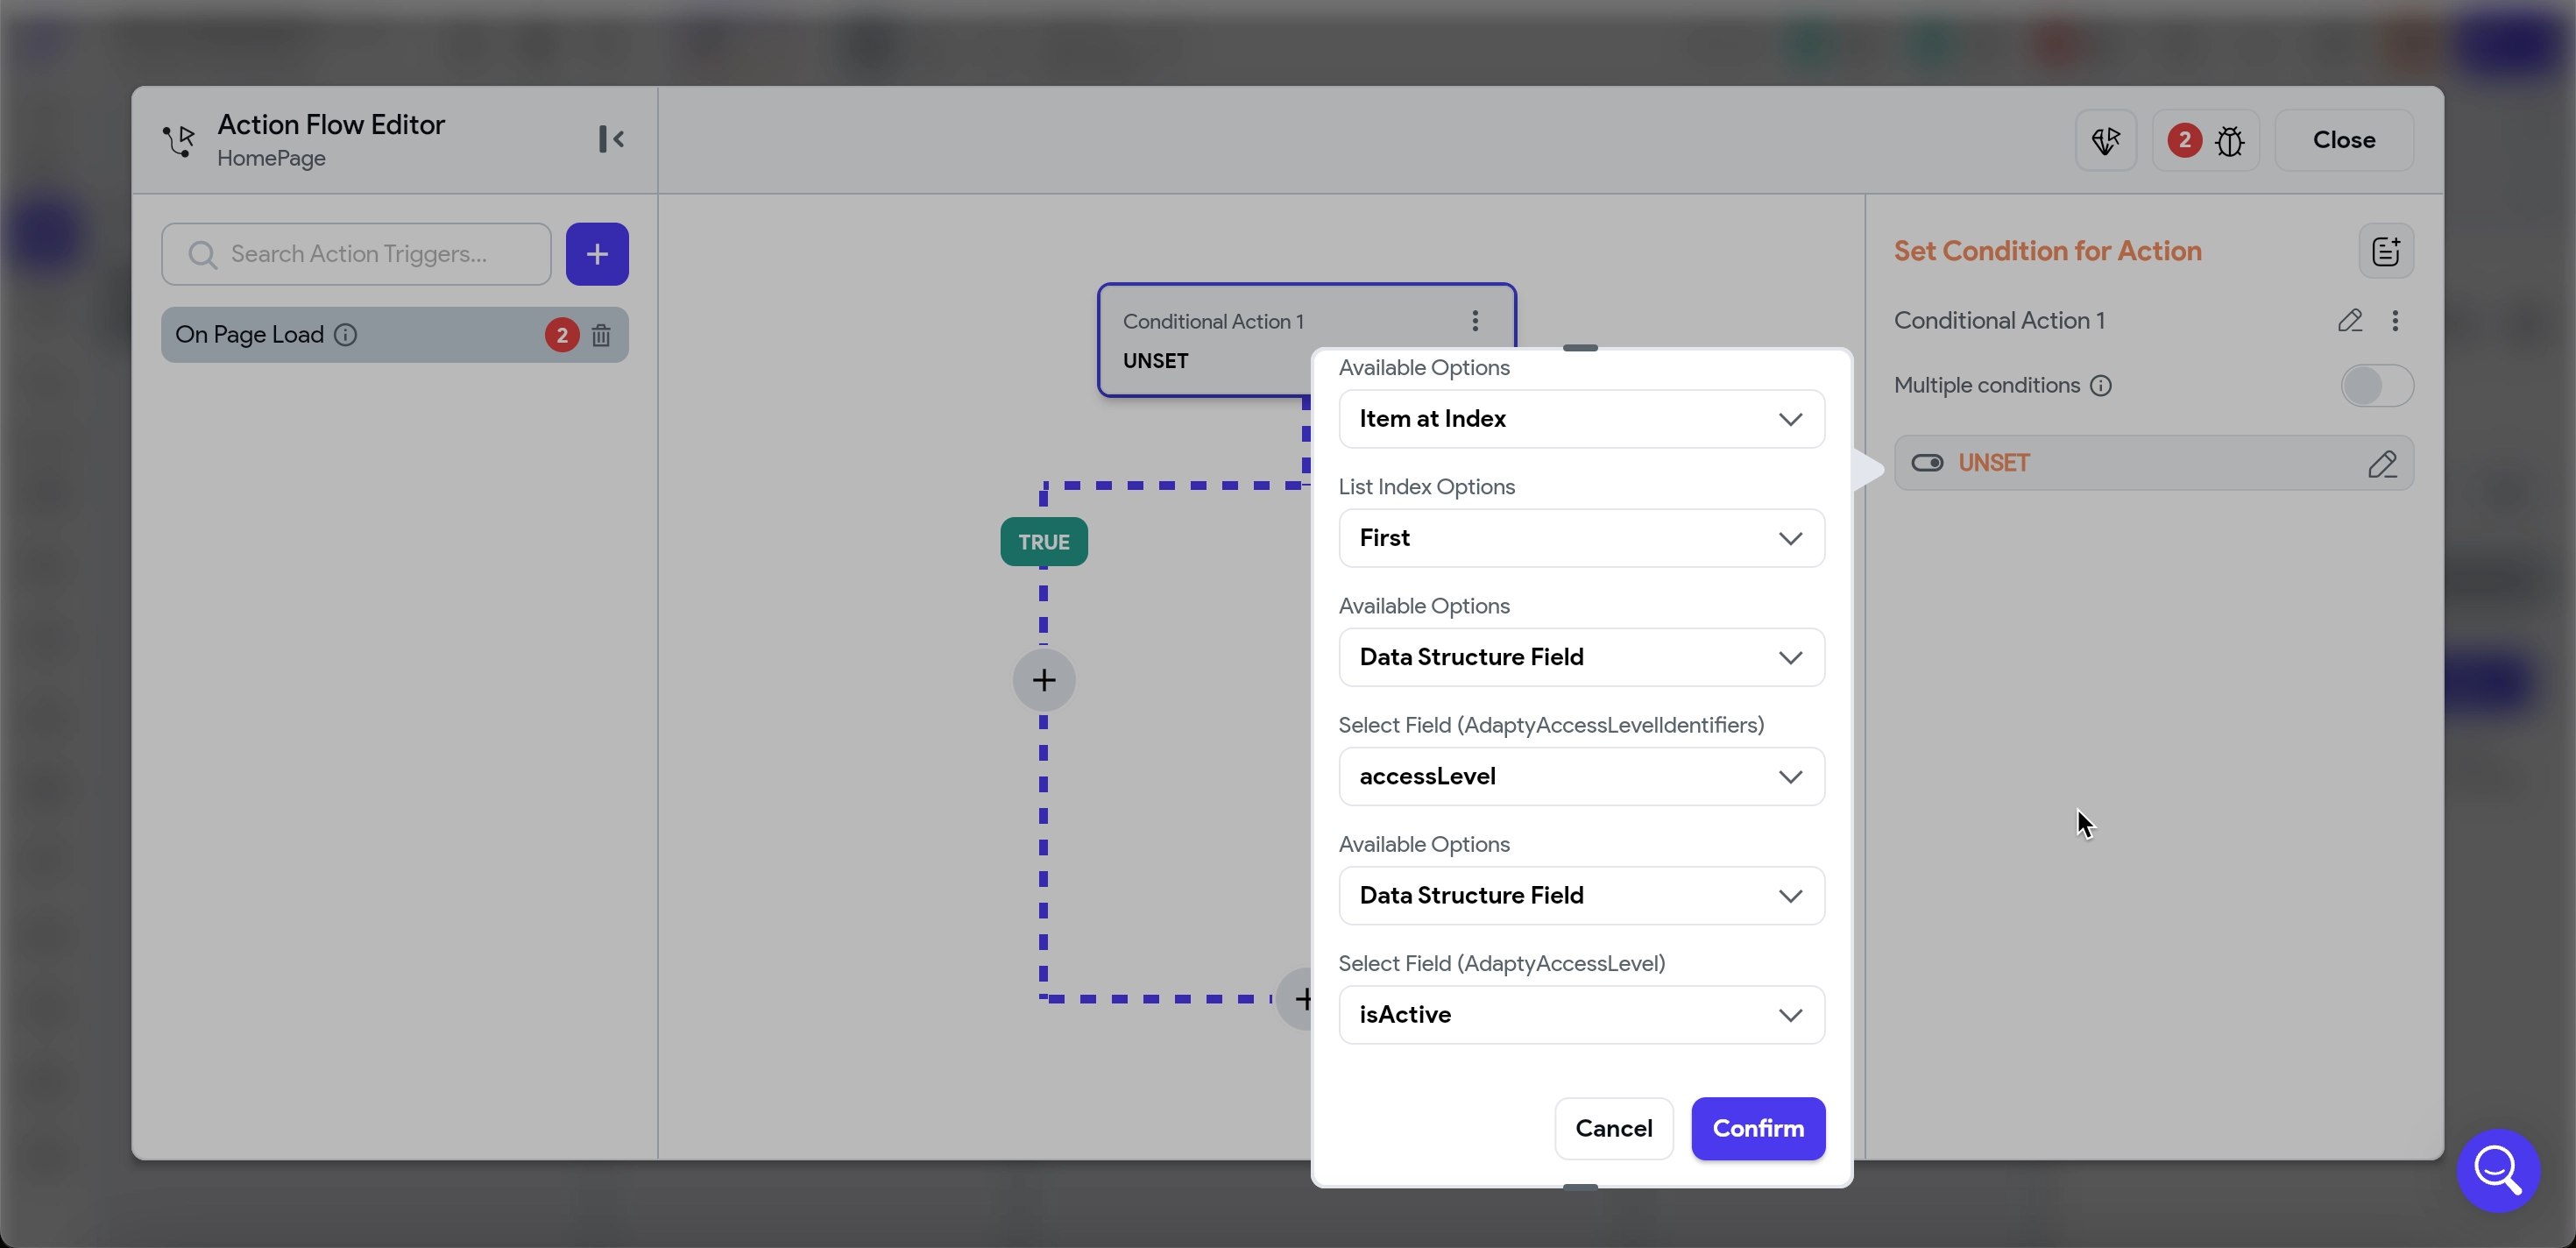 Action Flow Editor
HomePage
2
Close
Search Action Triggers...
On Page Load
2
Conditional Action 1
UNSET
TRUE
Available Options
Item at Index
List Index Options
First
Available Options
Data Structure Field
Select Field (AdaptyAccessLevelIdentifiers)
accessLevel
Available Options
Data Structure Field
Select Field (AdaptyAccessLevel)
isActive
Cancel
Confirm
Set Condition for Action
Conditional Action 1
Multiple conditions
UNSET